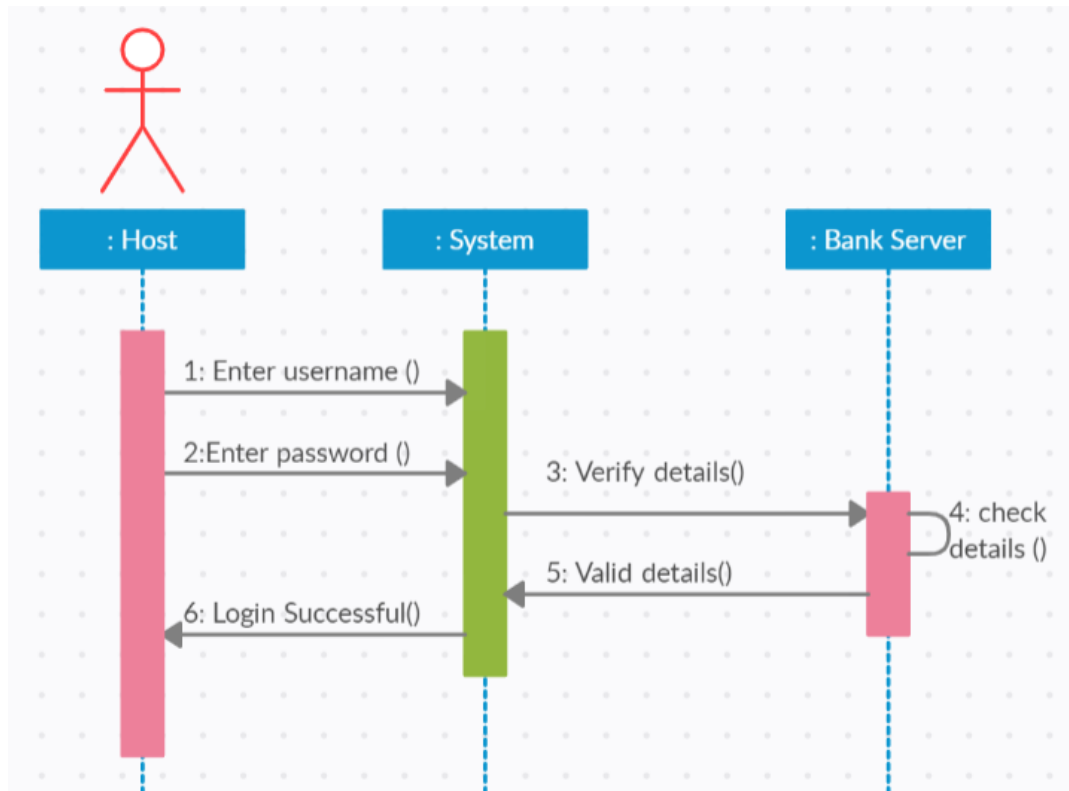 : Host
: System
: Bank Server
1: Enter username ()
2:Enter password ()
3: Verify details()
4: check
details ()
5: Valid details()
6: Login Successful()